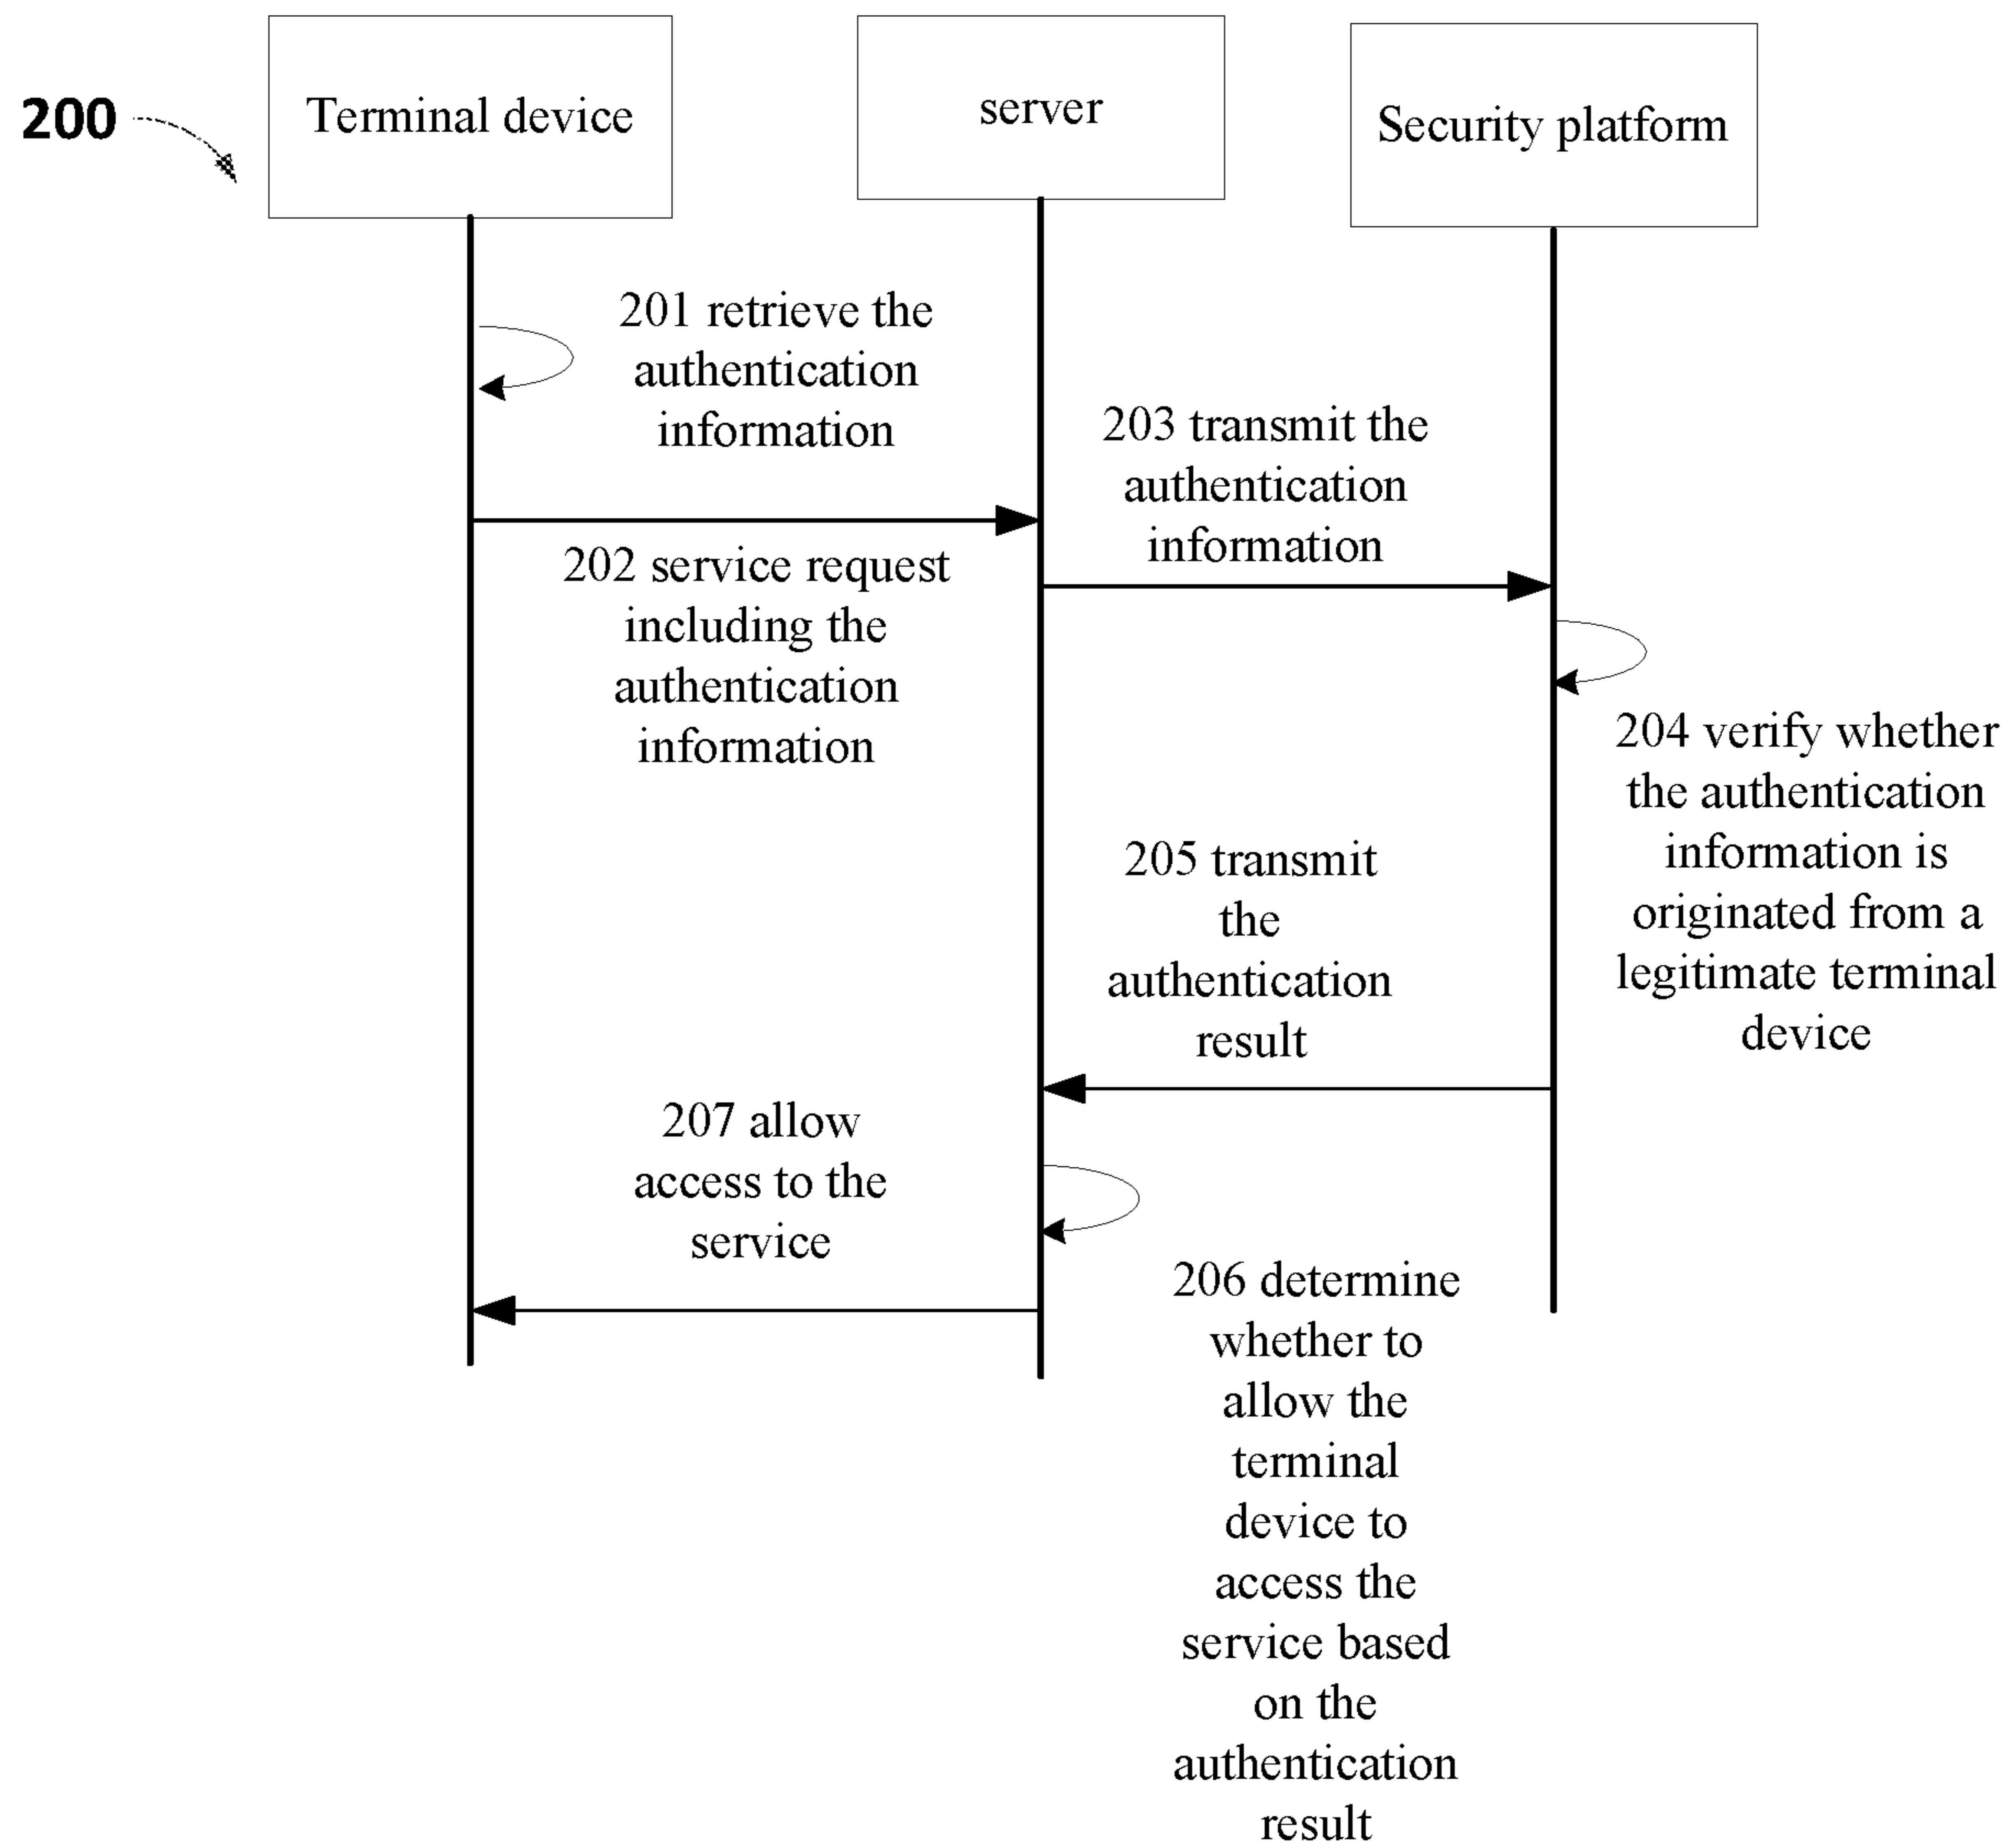 200
Terminal device
server
Security platform
201 retrieve the
authentication
information
202 service request
including the
authentication
information
203 transmit the
authentication
information
204 verify whether
the authentication
information is
originated from a
legitimate terminal
device
205 transmit
the
authentication
result
207 allow
access to the
service
206 determine
whether to
allow the
terminal
device to
access the
service based
on the
authentication
result